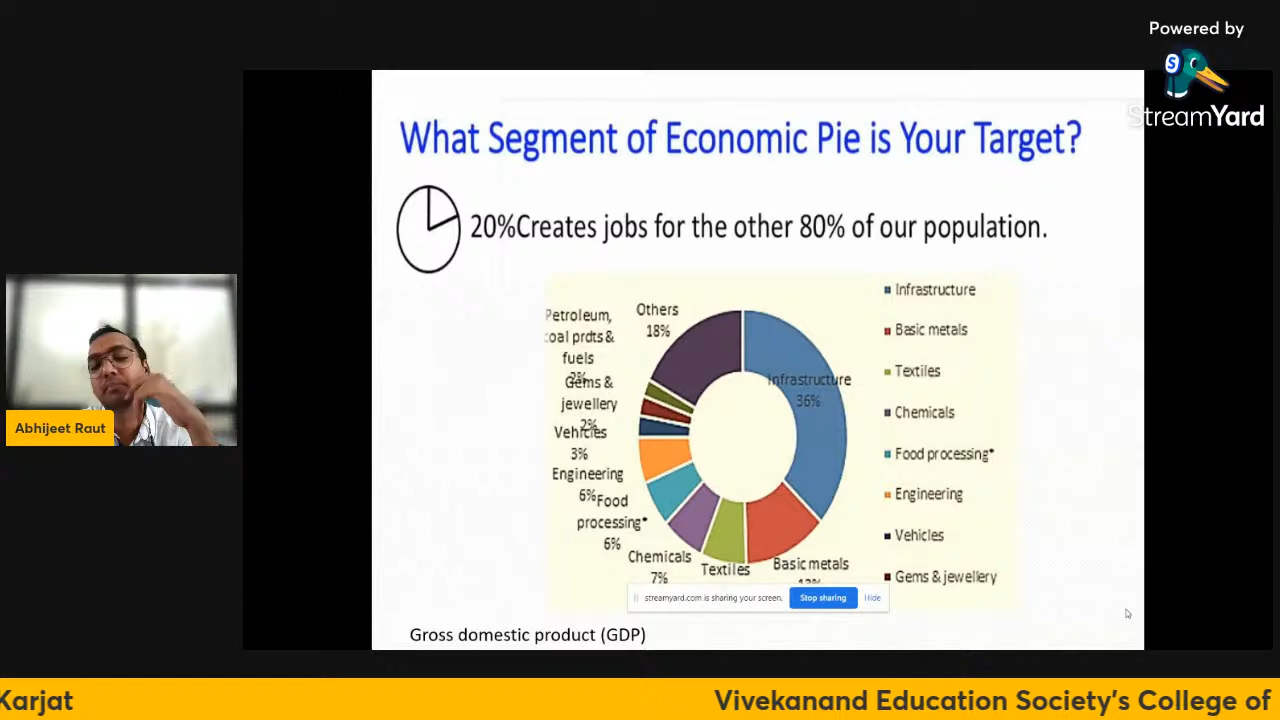 Powered by
StreamYard
What Segment of Economic Pie is Your Target?
20%Creates jobs for the other 80% of our population.
Petroleum,
coal prdts &
fuels
2%
Others
18%
Infrastructure
36%
Gems &
jewellery
2%
Vehicles
3%
Engineering
6%
Food
processing*
6%
Chemicals
7%
Textiles
Basic metals
Infrastructure
Basic metals
Textiles
Chemicals
Food processing*
Engineering
Vehicles
Gems & jewellery
Abhijeet Raut
streamyard.com is sharing your screen.
Stop sharing
Hide
Gross domestic product (GDP)
Karjat
Vivekanand Education Society's College of